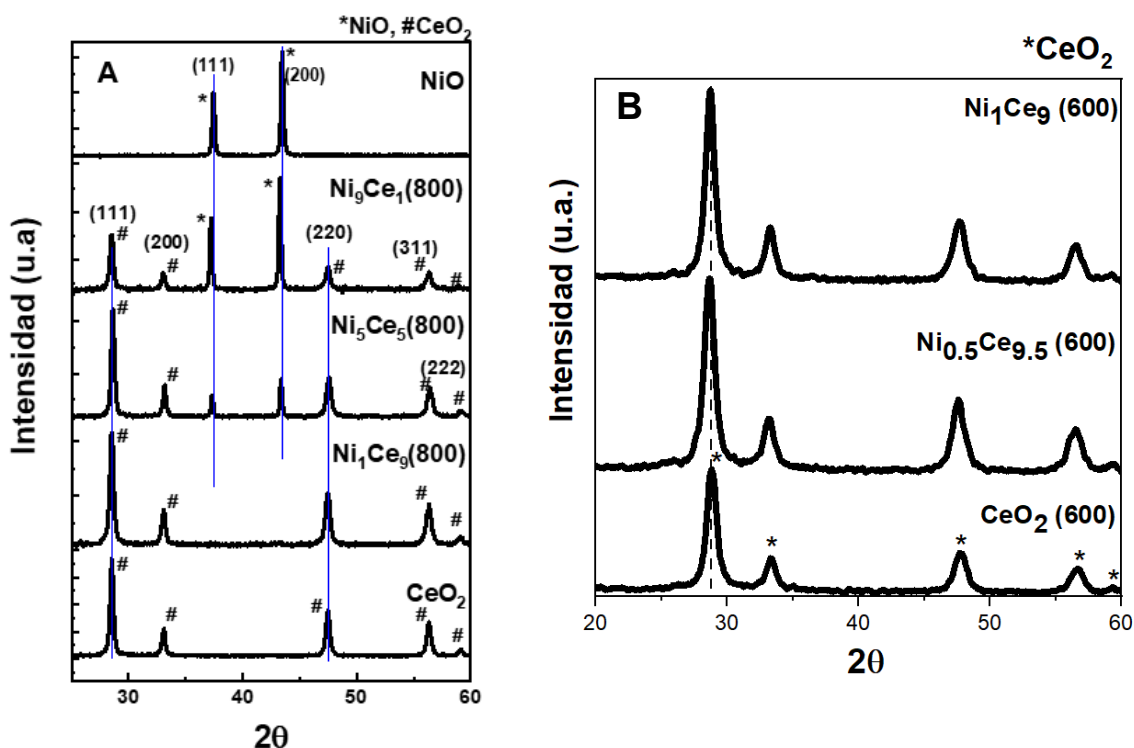 *NiO, #CeO₂
A
(111)
*
(200)
*
NiO
Ni₉Ce₁(800)
(111)
#
(200)
#
*
*
(220)
#
(311)
#
#
Ni₅Ce₅(800)
#
#
(222)
#
#
#
Ni₁Ce₉(800)
#
#
#
#
CeO₂
#
#
#
#
#
30
40
50
60
2θ
Intensidad (u.a)
*CeO₂
B
Ni₁Ce₉ (600)
Ni₀.₅Ce₉.₅ (600)
*
CeO₂ (600)
*
*
*
*
20
30
40
50
60
2θ
Intensidad (u.a.)